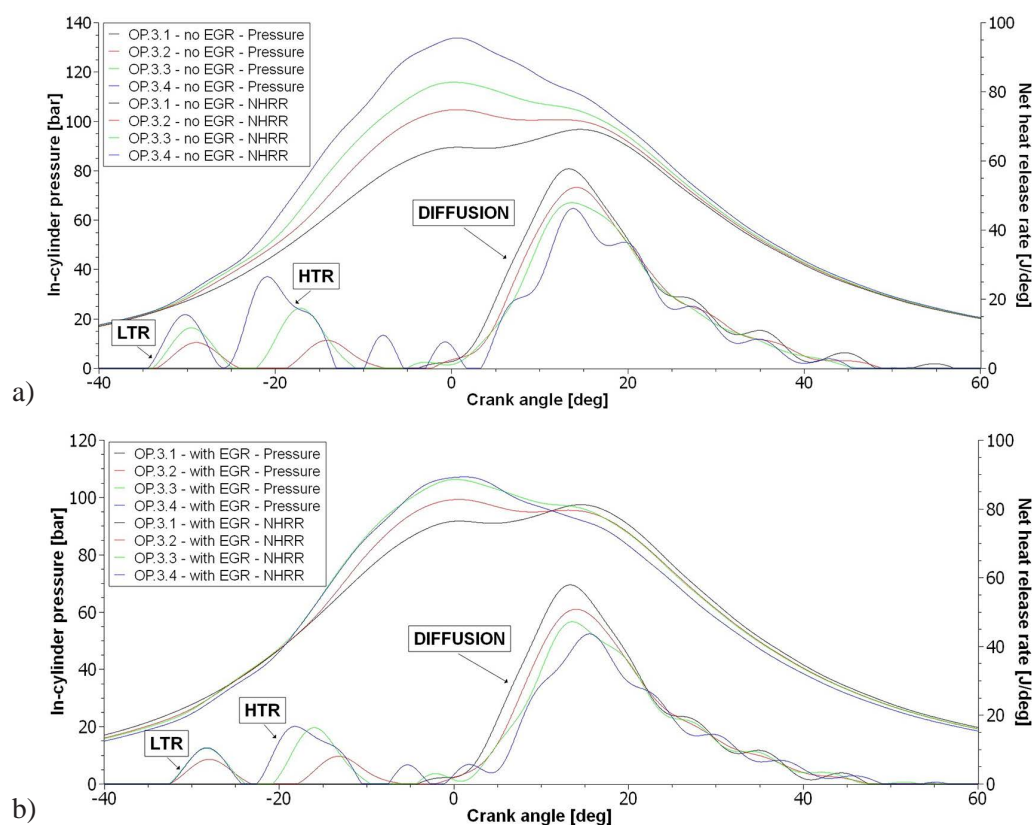 a)
140
120
100
80
60
40
20
0
In-cylinder pressure [bar]
OP.3.1 - no EGR - Pressure
OP.3.2 - no EGR - Pressure
OP.3.3 - no EGR - Pressure
OP.3.4 - no EGR - Pressure
OP.3.1 - no EGR - NHRR
OP.3.2 - no EGR - NHRR
OP.3.3 - no EGR - NHRR
OP.3.4 - no EGR - NHRR
DIFFUSION
HTR
LTR
100
80
60
40
20
0
Net heat release rate [J/deg]
-40 -20 0 20 40 60
Crank angle [deg]
b)
120
100
80
60
40
20
0
In-cylinder pressure [bar]
OP.3.1 - with EGR - Pressure
OP.3.2 - with EGR - Pressure
OP.3.3 - with EGR - Pressure
OP.3.4 - with EGR - Pressure
OP.3.1 - with EGR - NHRR
OP.3.2 - with EGR - NHRR
OP.3.3 - with EGR - NHRR
OP.3.4 - with EGR - NHRR
DIFFUSION
HTR
LTR
100
80
60
40
20
0
Net heat release rate [J/deg]
-40 -20 0 20 40 60
Crank angle [deg]